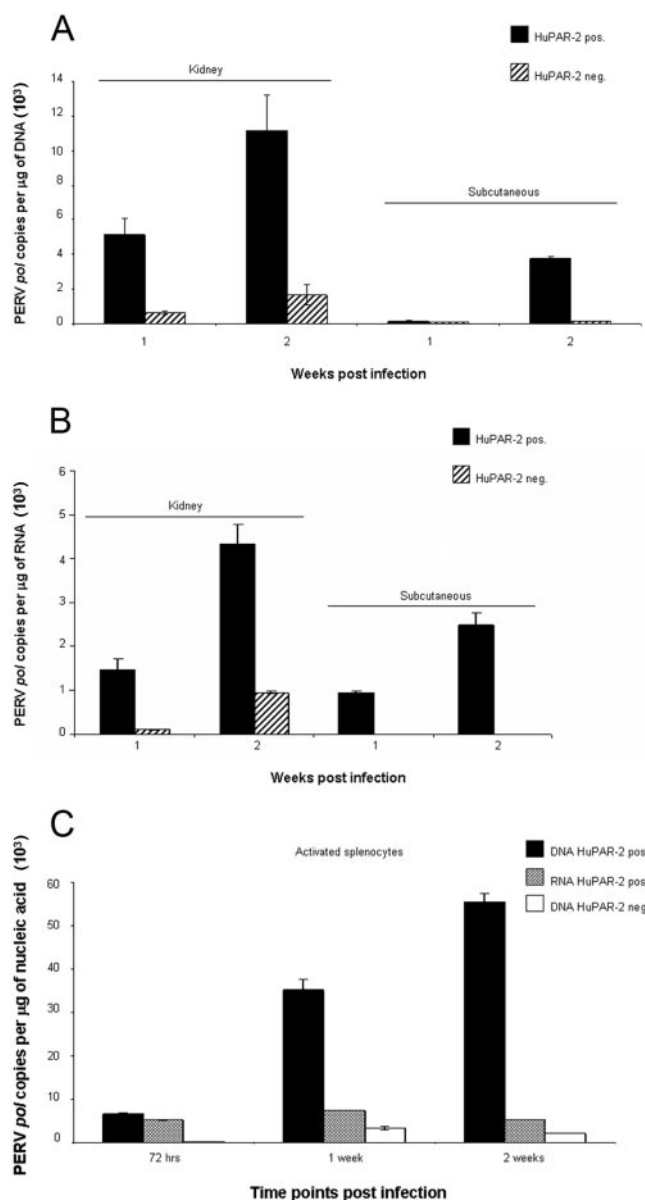 A
HuPAR-2 pos.
HuPAR-2 neg.
Kidney
Subcutaneous
PERV pol copies per μg of DNA (10³)
14
12
10
8
6
4
2
0
1 2 1 2
Weeks post infection
B
HuPAR-2 pos.
HuPAR-2 neg.
Kidney
Subcutaneous
PERV pol copies per μg of RNA (10³)
6
5
4
3
2
1
0
1 2 1 2
Weeks post infection
C
Activated splenocytes
DNA HuPAR-2 pos
RNA HuPAR-2 pos
DNA HuPAR-2 neg
PERV pol copies per μg of nucleic acid (10³)
60
50
40
30
20
10
0
72 hrs 1 week 2 weeks
Time points post infection